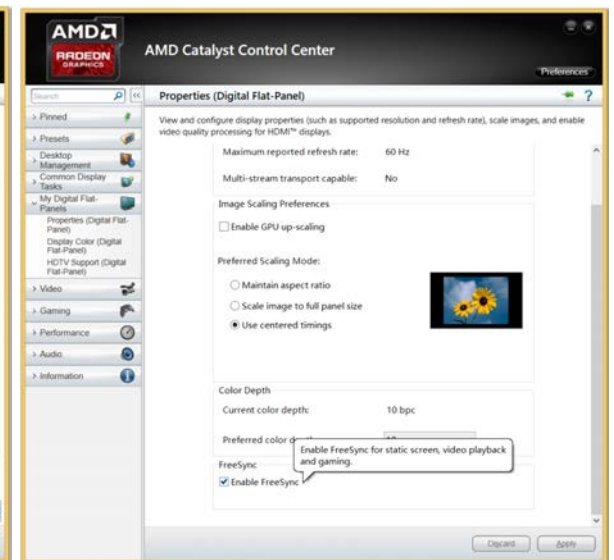 AMD
RADEON
GRAPHICS
AMD Catalyst Control Center
Preferences
Search
Properties (Digital Flat-Panel)
?
Pinned
Presets
Desktop
Management
Common Display
Tasks
My Digital Flat-
Panels
Properties (Digital Flat-
Panel)
Display Color (Digital
Flat-Panel)
HDTV Support (Digital
Flat-Panel)
Video
Gaming
Performance
Audio
Information
View and configure display properties (such as supported resolution and refresh rate), scale images, and enable
video quality processing for HDMI™ displays.
Maximum reported refresh rate: 60 Hz
Multi-stream transport capable: No
Image Scaling Preferences
Enable GPU up-scaling
Preferred Scaling Mode:
Maintain aspect ratio
Scale image to full panel size
Use centered timings
Color Depth
Current color depth: 10 bpc
Preferred color
Enable FreeSync for static screen, video playback
and gaming.
FreeSync
Enable FreeSync
Discard
Apply